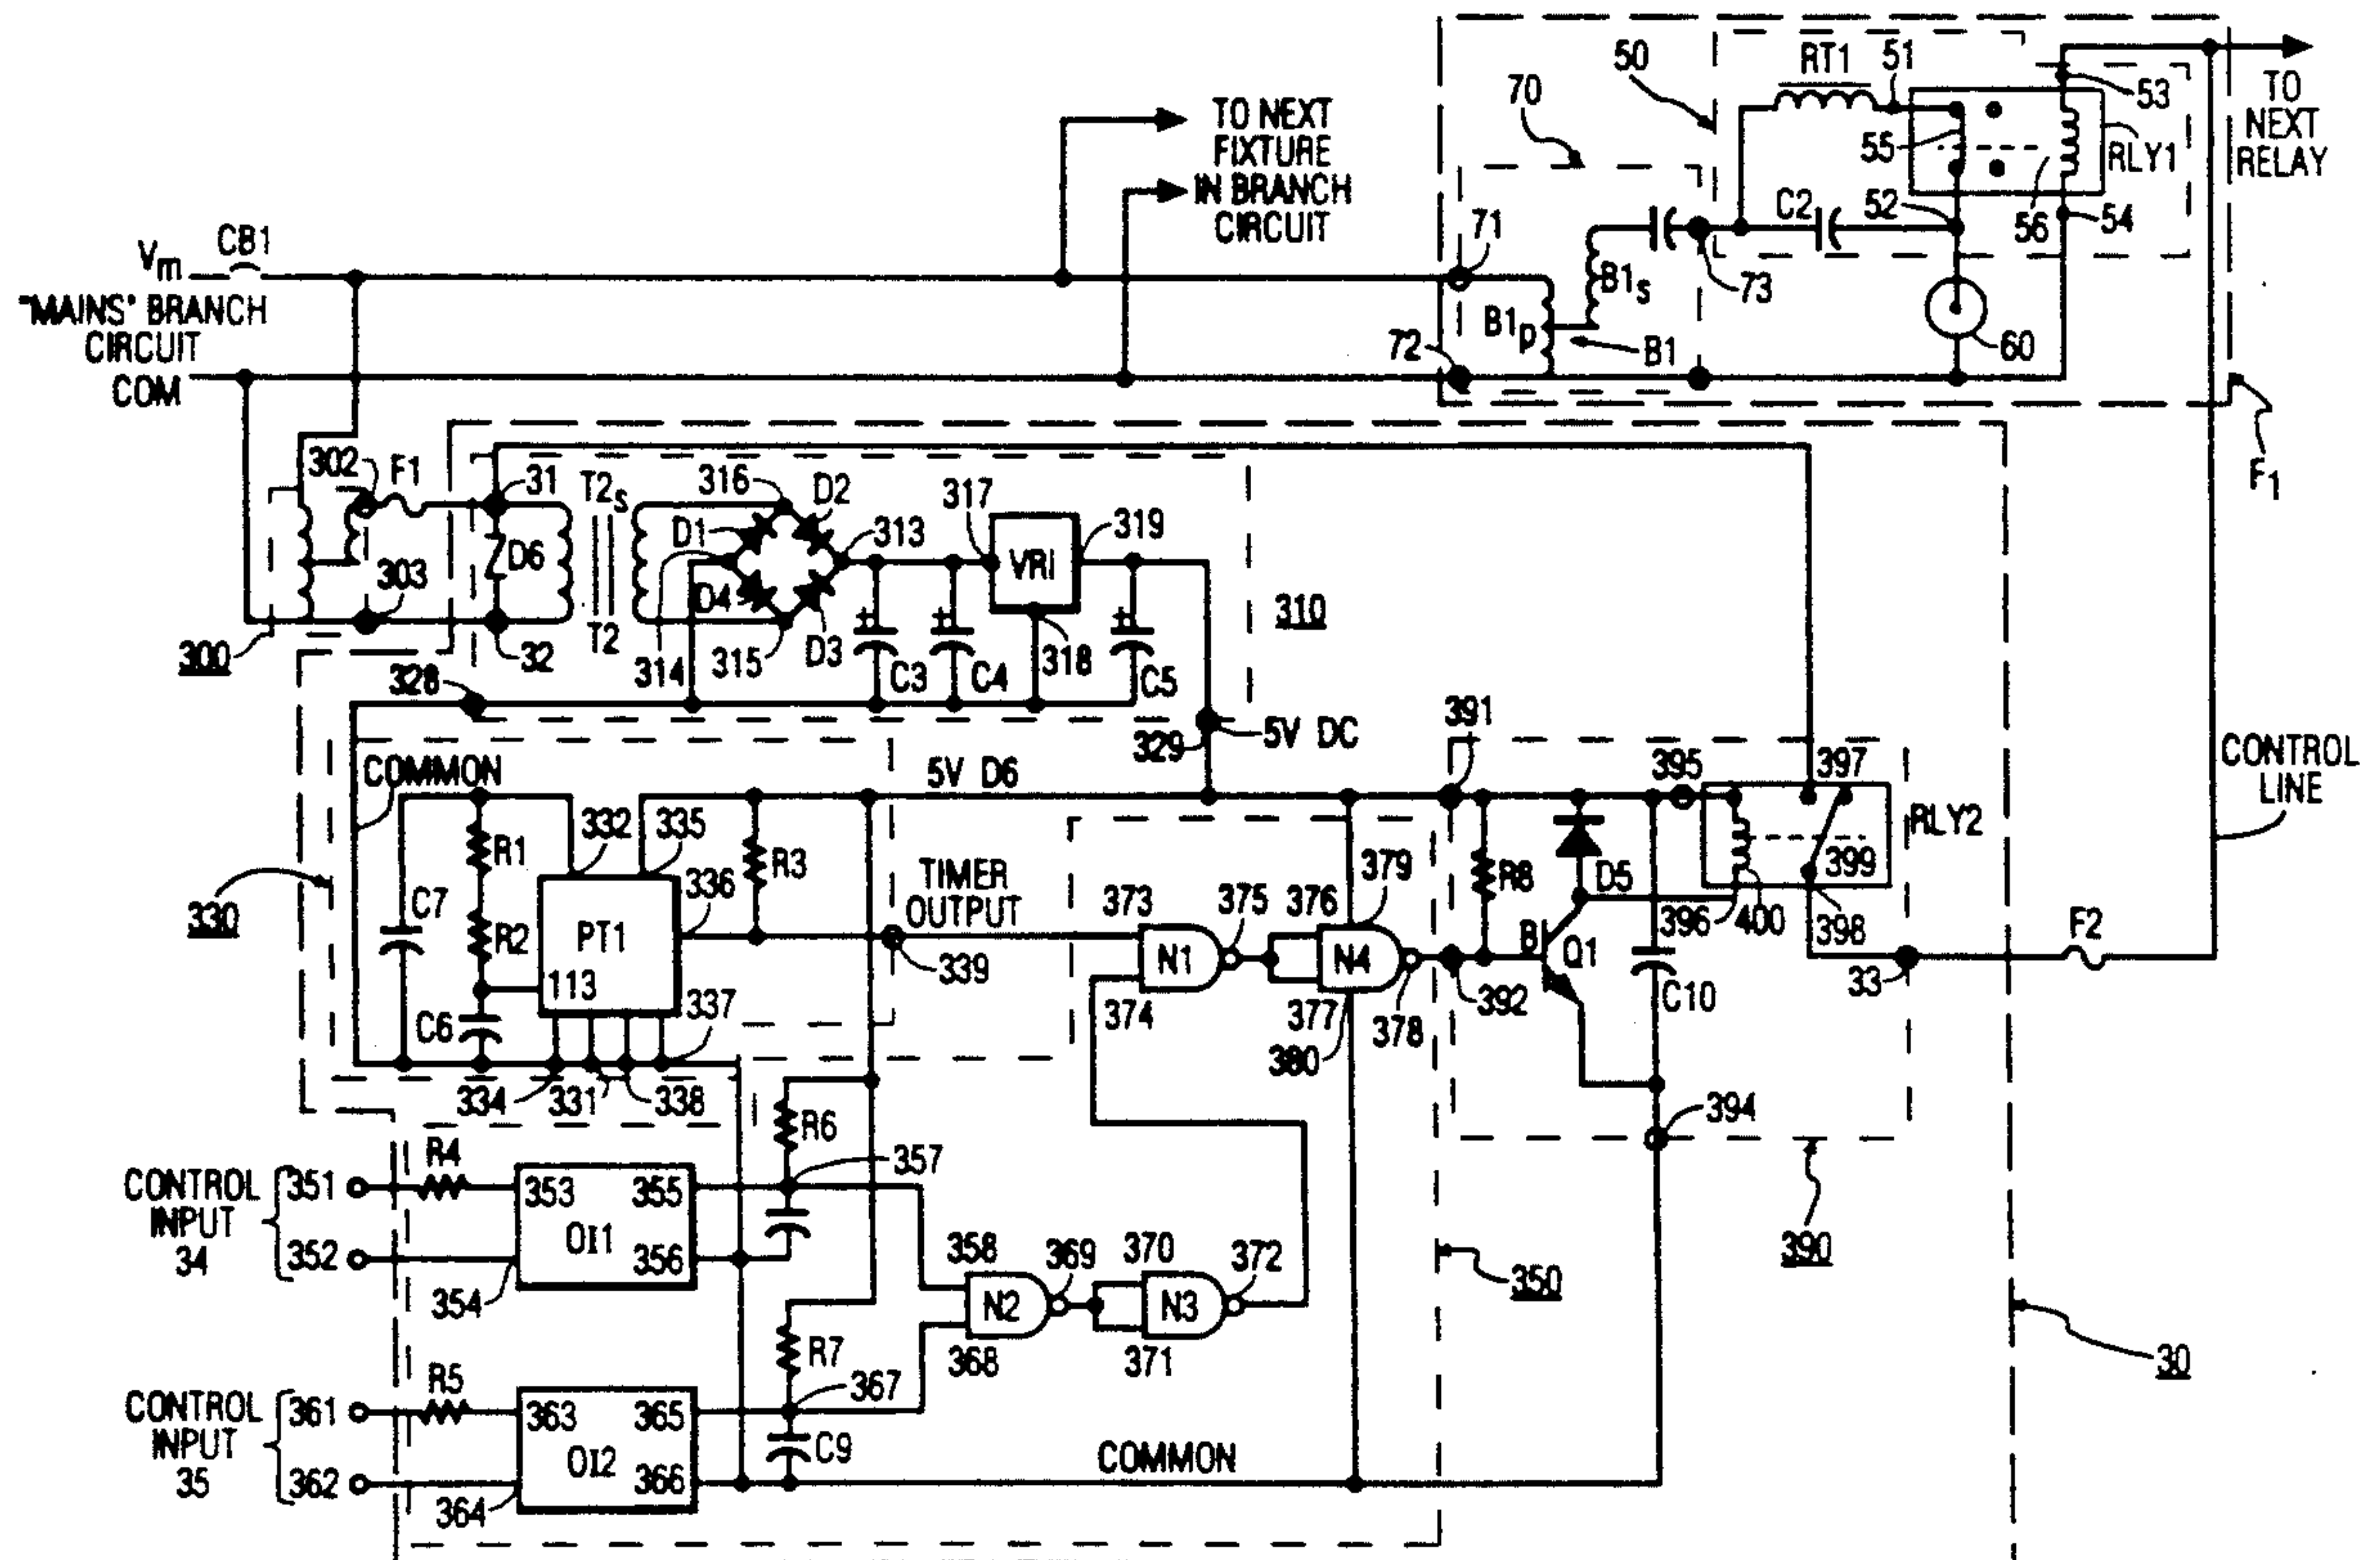 50
RT1
51
53
TO
NEXT
RELAY
70
55
RLY1
TO NEXT
FIXTURE
IN BRANCH
CIRCUIT
C2
52
56
54
71
CB1
Vm
"MAINS" BRANCH
CIRCUIT
COM
B1s
73
B1p
B1
72
60
F1
302
F1
31
T2s
316
D2
317
319
D1
313
VR1
D6
303
D4
310
300
32
T2
314
315
D3
C3
C4
318
C5
328
391
329
5V DC
COMMON
5V D6
395
397
CONTROL
LINE
RLY2
332
335
R1
R3
336
TIMER
OUTPUT
379
R8
D5
399
330
C7
R2
PT1
373
375
376
396
400
398
F2
B
Q1
339
N1
N4
113
337
C6
374
377
378
392
C10
33
380
334
331
338
394
R6
CONTROL
INPUT
34
351
R4
353
355
357
352
OI1
356
358
369
370
372
390
354
350
N2
N3
R7
368
371
30
CONTROL
INPUT
35
361
R5
363
365
367
C9
362
OI2
366
COMMON
364